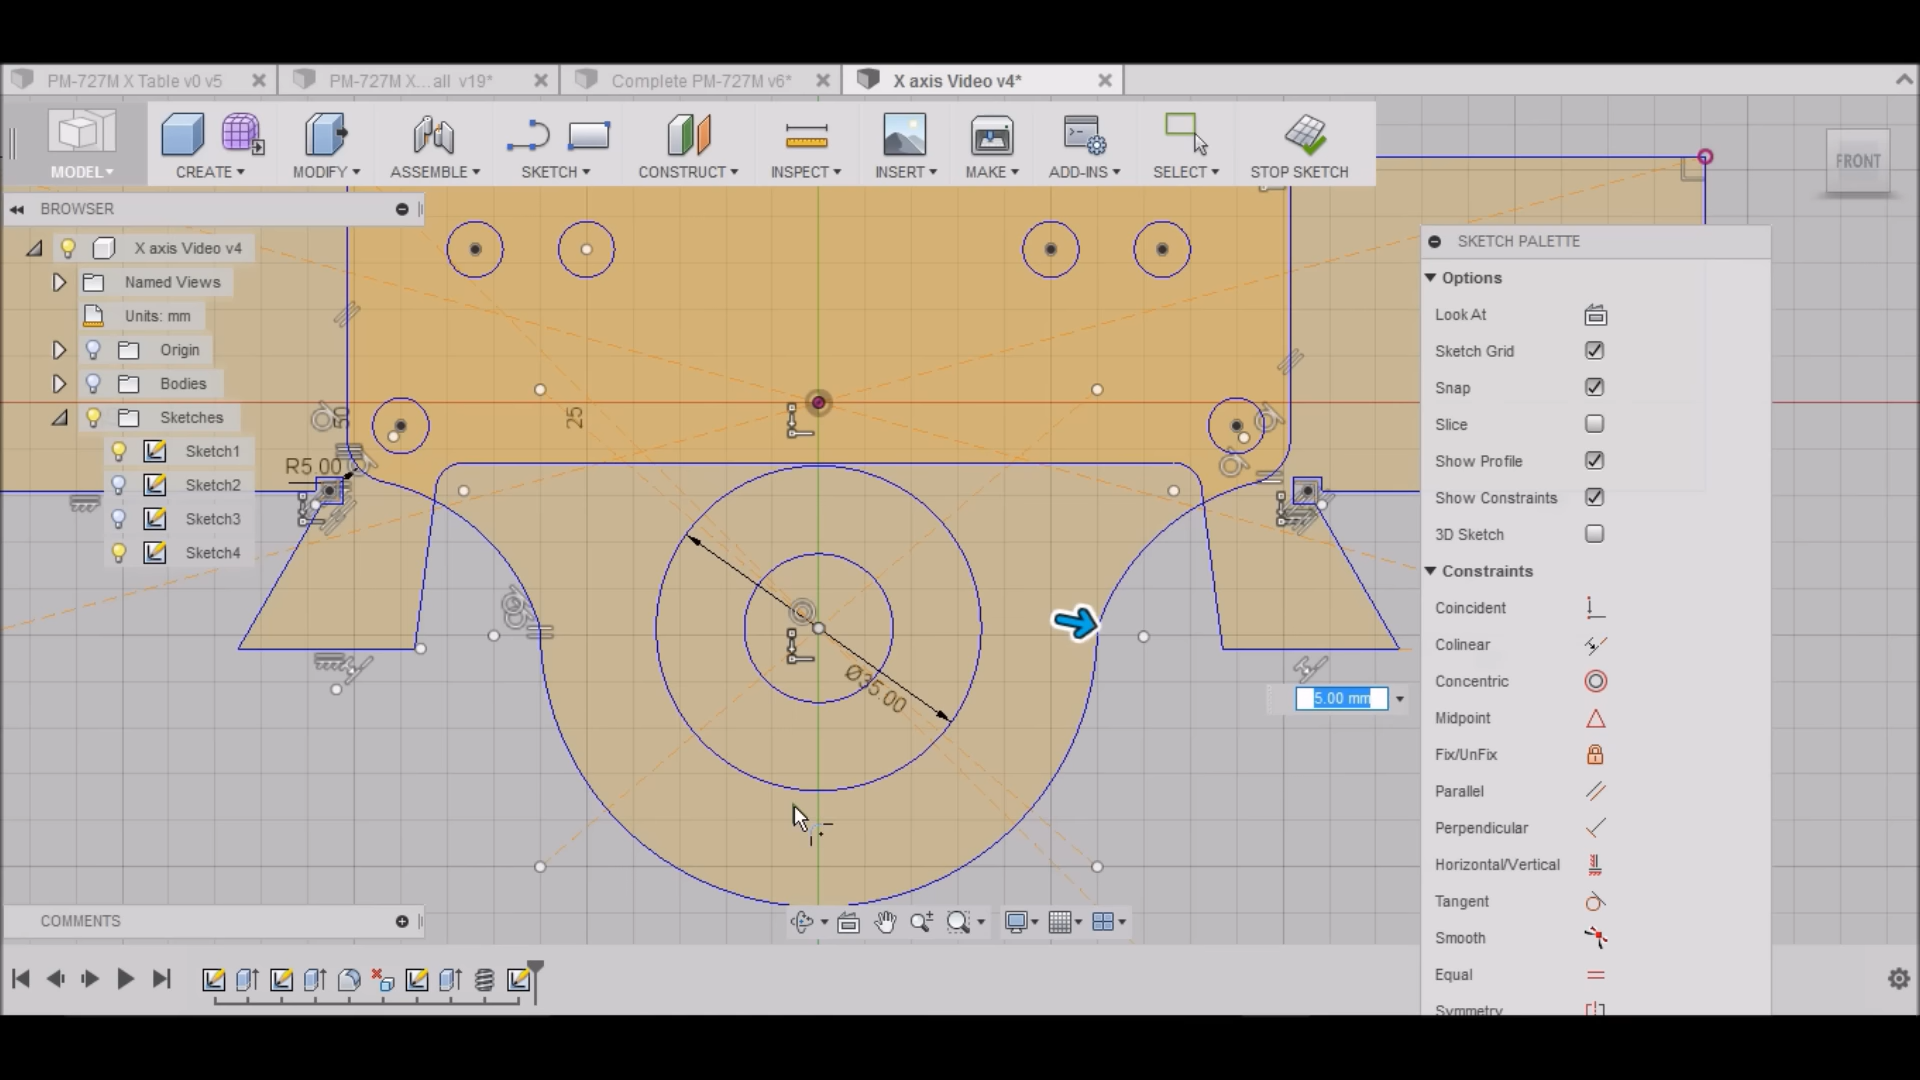 PM-727M X Table v0 v5
PM-727M X...all v19*
Complete PM-727M v6*
X axis Video v4*
MODEL
CREATE
MODIFY
ASSEMBLE
SKETCH
CONSTRUCT
INSPECT
INSERT
MAKE
ADD-INS
SELECT
STOP SKETCH
FRONT
BROWSER
X axis Video v4
Named Views
Units: mm
Origin
Bodies
Sketches
Sketch1
Sketch2
Sketch3
Sketch4
50
25
R5.00
Ø35.00
5.00 mm
SKETCH PALETTE
Options
Look At
Sketch Grid
Snap
Slice
Show Profile
Show Constraints
3D Sketch
Constraints
Coincident
Colinear
Concentric
Midpoint
Fix/UnFix
Parallel
Perpendicular
Horizontal/Vertical
Tangent
Smooth
Equal
Symmetry
COMMENTS